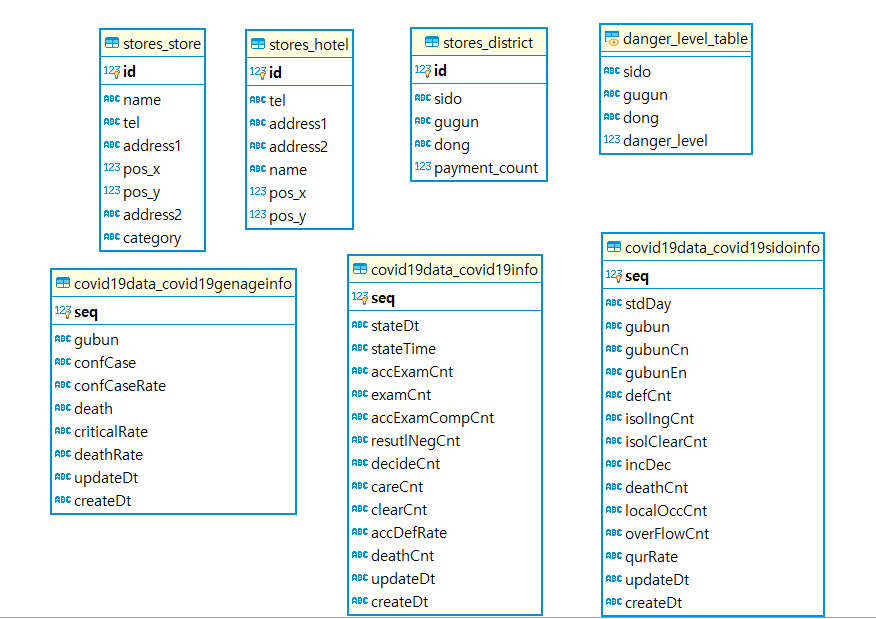 stores_store
123 id
ABC name
ABC tel
ABC address1
123 pos_x
123 pos_y
ABC address2
ABC category
stores_hotel
123 id
ABC tel
ABC address1
ABC address2
ABC name
123 pos_x
123 pos_y
stores_district
123 id
ABC sido
ABC gugun
ABC dong
123 payment_count
danger_level_table
ABC sido
ABC gugun
ABC dong
123 danger_level
covid19data_covid19genageinfo
123 seq
ABC gubun
ABC confCase
ABC confCaseRate
ABC death
ABC criticalRate
ABC deathRate
ABC updateDt
ABC createDt
covid19data_covid19info
123 seq
ABC stateDt
ABC stateTime
ABC accExamCnt
ABC examCnt
ABC accExamCompCnt
ABC resutlNegCnt
ABC decideCnt
ABC careCnt
ABC clearCnt
ABC accDefRate
ABC deathCnt
ABC updateDt
ABC createDt
covid19data_covid19sidoinfo
123 seq
ABC stdDay
ABC gubun
ABC gubunCn
ABC gubunEn
ABC defCnt
ABC isolIngCnt
ABC isolClearCnt
ABC incDec
ABC deathCnt
ABC localOccCnt
ABC overFlowCnt
ABC qurRate
ABC updateDt
ABC createDt